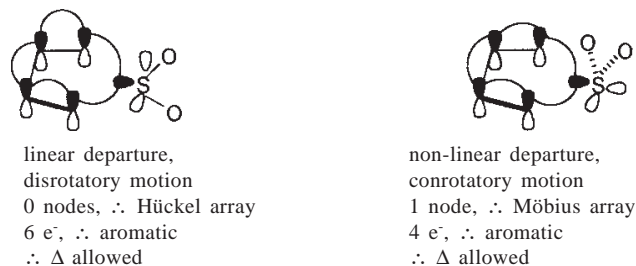 S
O
O
O
O
S
linear departure,
disrotatory motion
0 nodes, ∴ Hückel array
6 e⁻, ∴ aromatic
∴ Δ allowed
non-linear departure,
conrotatory motion
1 node, ∴ Möbius array
4 e⁻, ∴ aromatic
∴ Δ allowed